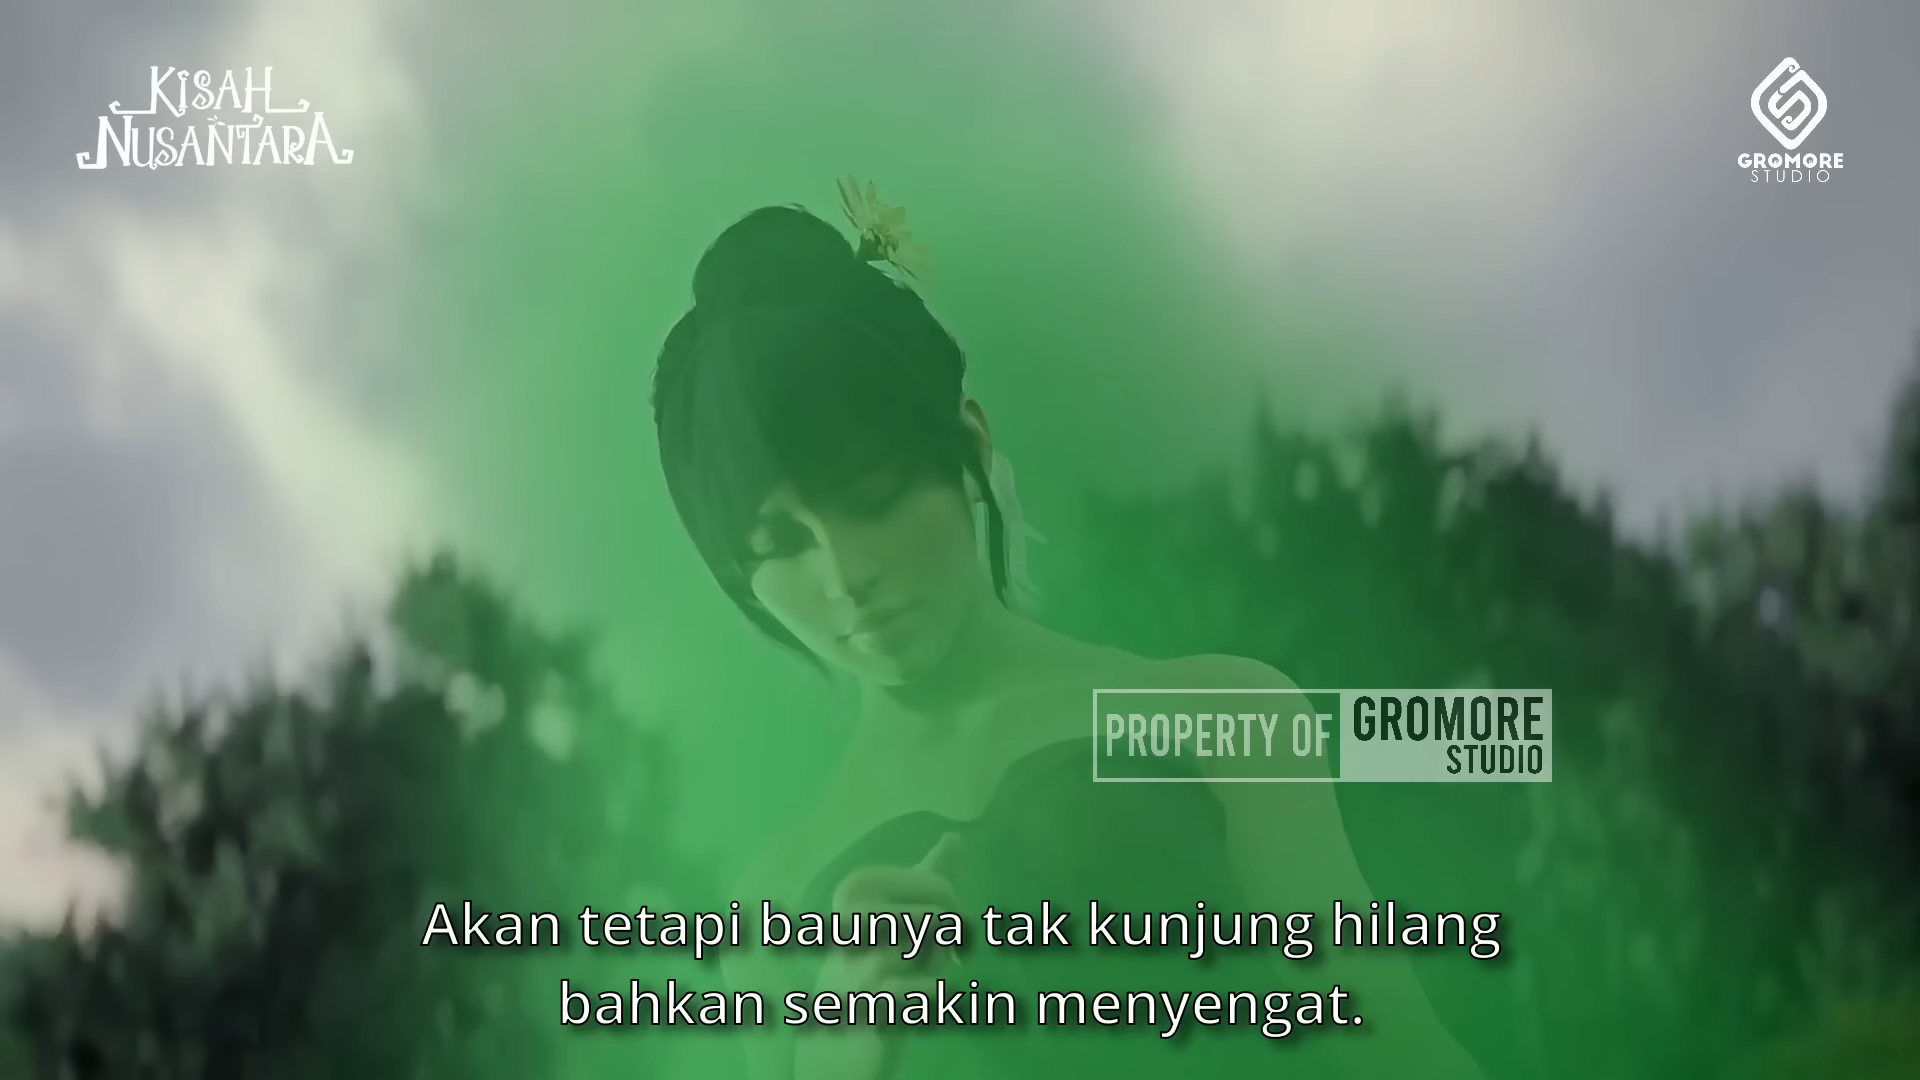 KISAH
NUSANTARA
GROMORE
STUDIO
PROPERTY OF GROMORE
STUDIO
Akan tetapi baunya tak kunjung hilang
bahkan semakin menyengat.